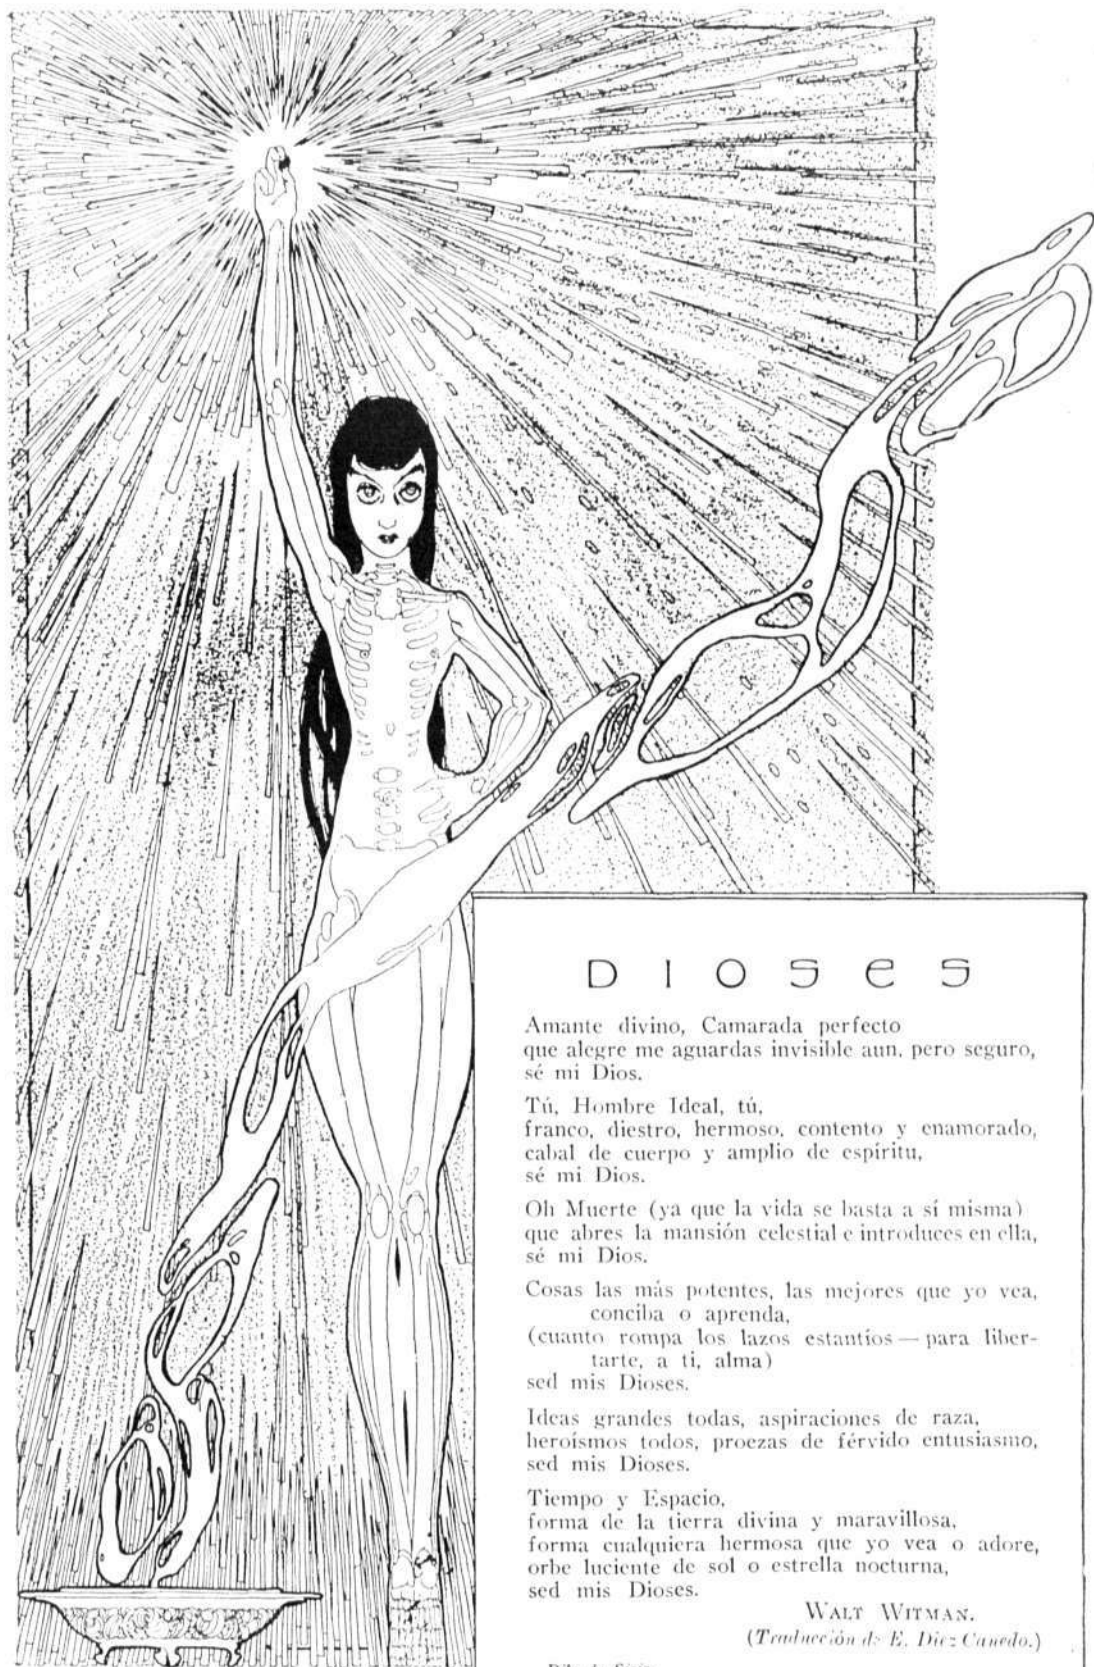 DIOSES
Amante divino, Camarada perfecto
que alegre me aguardas invisible aun, pero seguro,
sé mi Dios.
Tú, Hombre Ideal, tú,
franco, diestro, hermoso, contento y enamorado,
cabal de cuerpo y amplio de espíritu,
sé mi Dios.
Oh Muerte (ya que la vida se basta a sí misma)
que abres la mansión celestial e introduces en ella,
sé mi Dios.
Cosas las más potentes, las mejores que yo vea,
conciba o aprenda,
(cuanto rompa los lazos estantíos — para liber-
tarte, a ti, alma)
sed mis Dioses.
Ideas grandes todas, aspiraciones de raza,
heroísmos todos, proezas de férvido entusiasmo,
sed mis Dioses.
Tiempo y Espacio,
forma de la tierra divina y maravillosa,
forma cualquiera hermosa que yo vea o adore,
orbe luciente de sol o estrella nocturna,
sed mis Dioses.
WALT WITMAN.
(Traducción de E. Díez Canedo.)